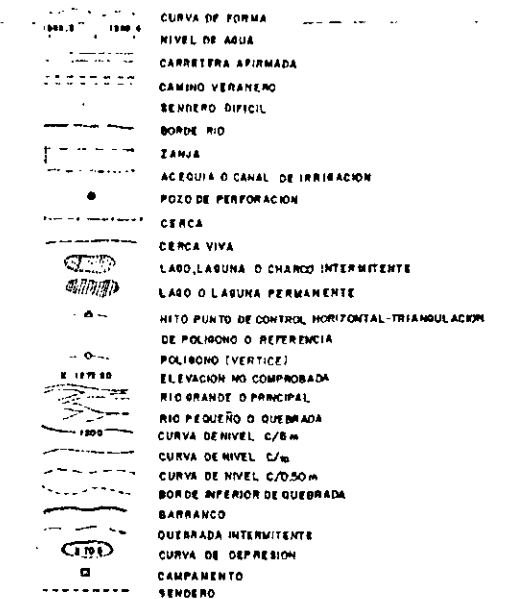 CURVA DE FORMA
NIVEL DE AGUA
CARRETERA AFIRMADA
CAMINO VERANERO
SENDERO DIFICIL
BORDE RIO
ZANJA
ACEQUIA O CANAL DE IRRIGACION
POZO DE PERFORACION
CERCA
CERCA VIVA
LAGO, LAGUNA O CHARCO INTERMITENTE
LAGO O LAGUNA PERMANENTE
HITO PUNTO DE CONTROL HORIZONTAL-TRIANGULACION
DE POLIGONO O REFERENCIA
POLIGONO (VERTICE)
ELEVACION NO COMPROBADA
RIO GRANDE O PRINCIPAL
RIO PEQUEÑO O QUEBRADA
1300 CURVA DE NIVEL C/5m
CURVA DE NIVEL C/m
CURVA DE NIVEL C/0.50 m
BORDE INFERIOR DE QUEBRADA
BARRANCO
QUEBRADA INTERMITENTE
CURVA DE DEPRESION
CAMPAMENTO
SENDERO